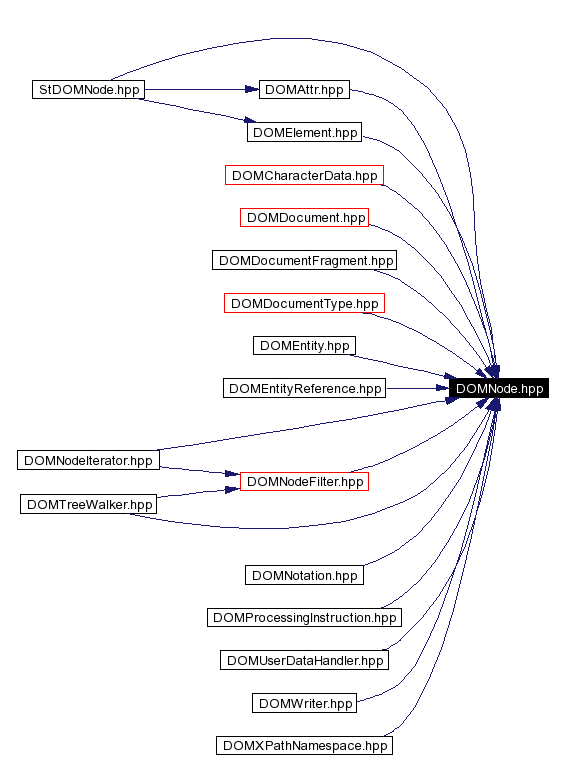 StDOMNode.hpp
DOMAttr.hpp
DOMElement.hpp
DOMCharacterData.hpp
DOMDocument.hpp
DOMDocumentFragment.hpp
DOMDocumentType.hpp
DOMEntity.hpp
DOMEntityReference.hpp
DOMNode.hpp
DOMNodeIterator.hpp
DOMNodeFilter.hpp
DOMTreeWalker.hpp
DOMNotation.hpp
DOMProcessingInstruction.hpp
DOMUserDataHandler.hpp
DOMWriter.hpp
DOMXPathNamespace.hpp